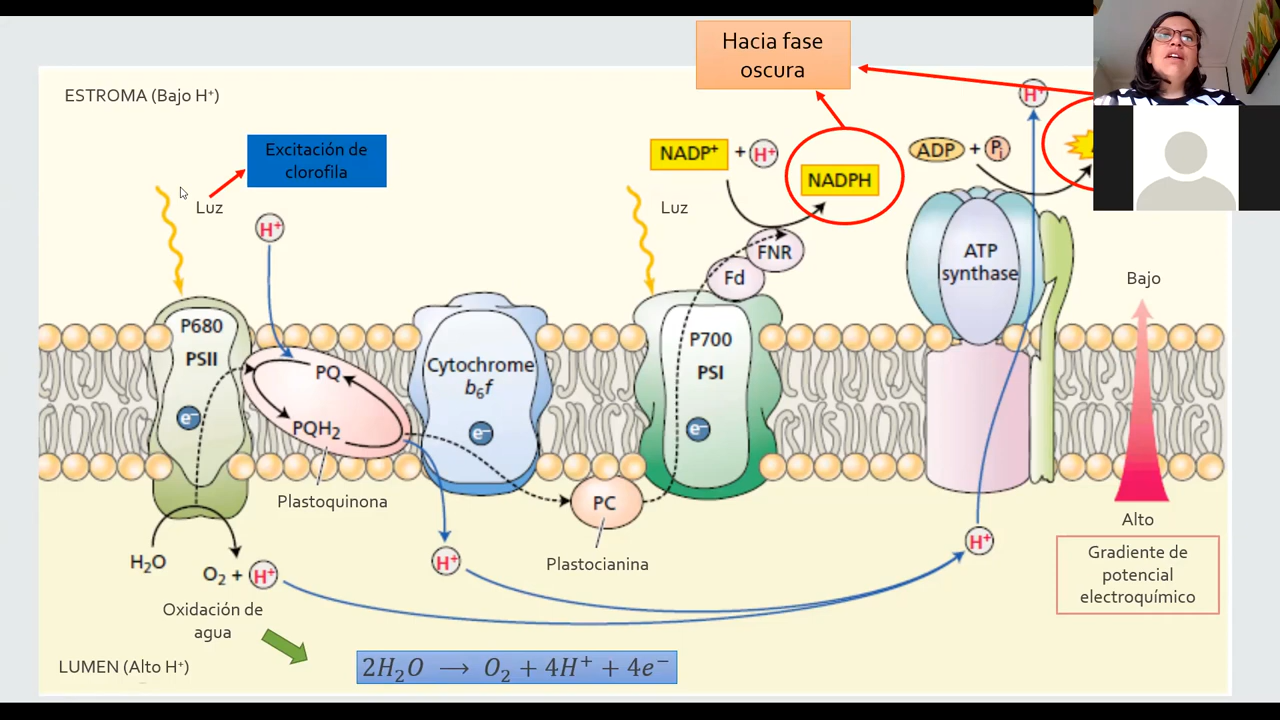 Hacia fase
oscura
ESTROMA (Bajo H⁺)
H⁺
Excitación de
clorofila
NADP⁺ + H⁺
NADPH
ADP + Pᵢ
Luz
Luz
H⁺
FNR
Fd
ATP
synthase
Bajo
P680
PSII
P700
PSI
Cytochrome
b₆f
PQ
PQH₂
e⁻
e⁻
e⁻
Plastoquinona
PC
Plastocianina
Alto
H₂O
O₂ + H⁺
H⁺
H⁺
Gradiente de
potencial
electroquímico
Oxidación de
agua
LUMEN (Alto H⁺)
2H₂O ⟶ O₂ + 4H⁺ + 4e⁻